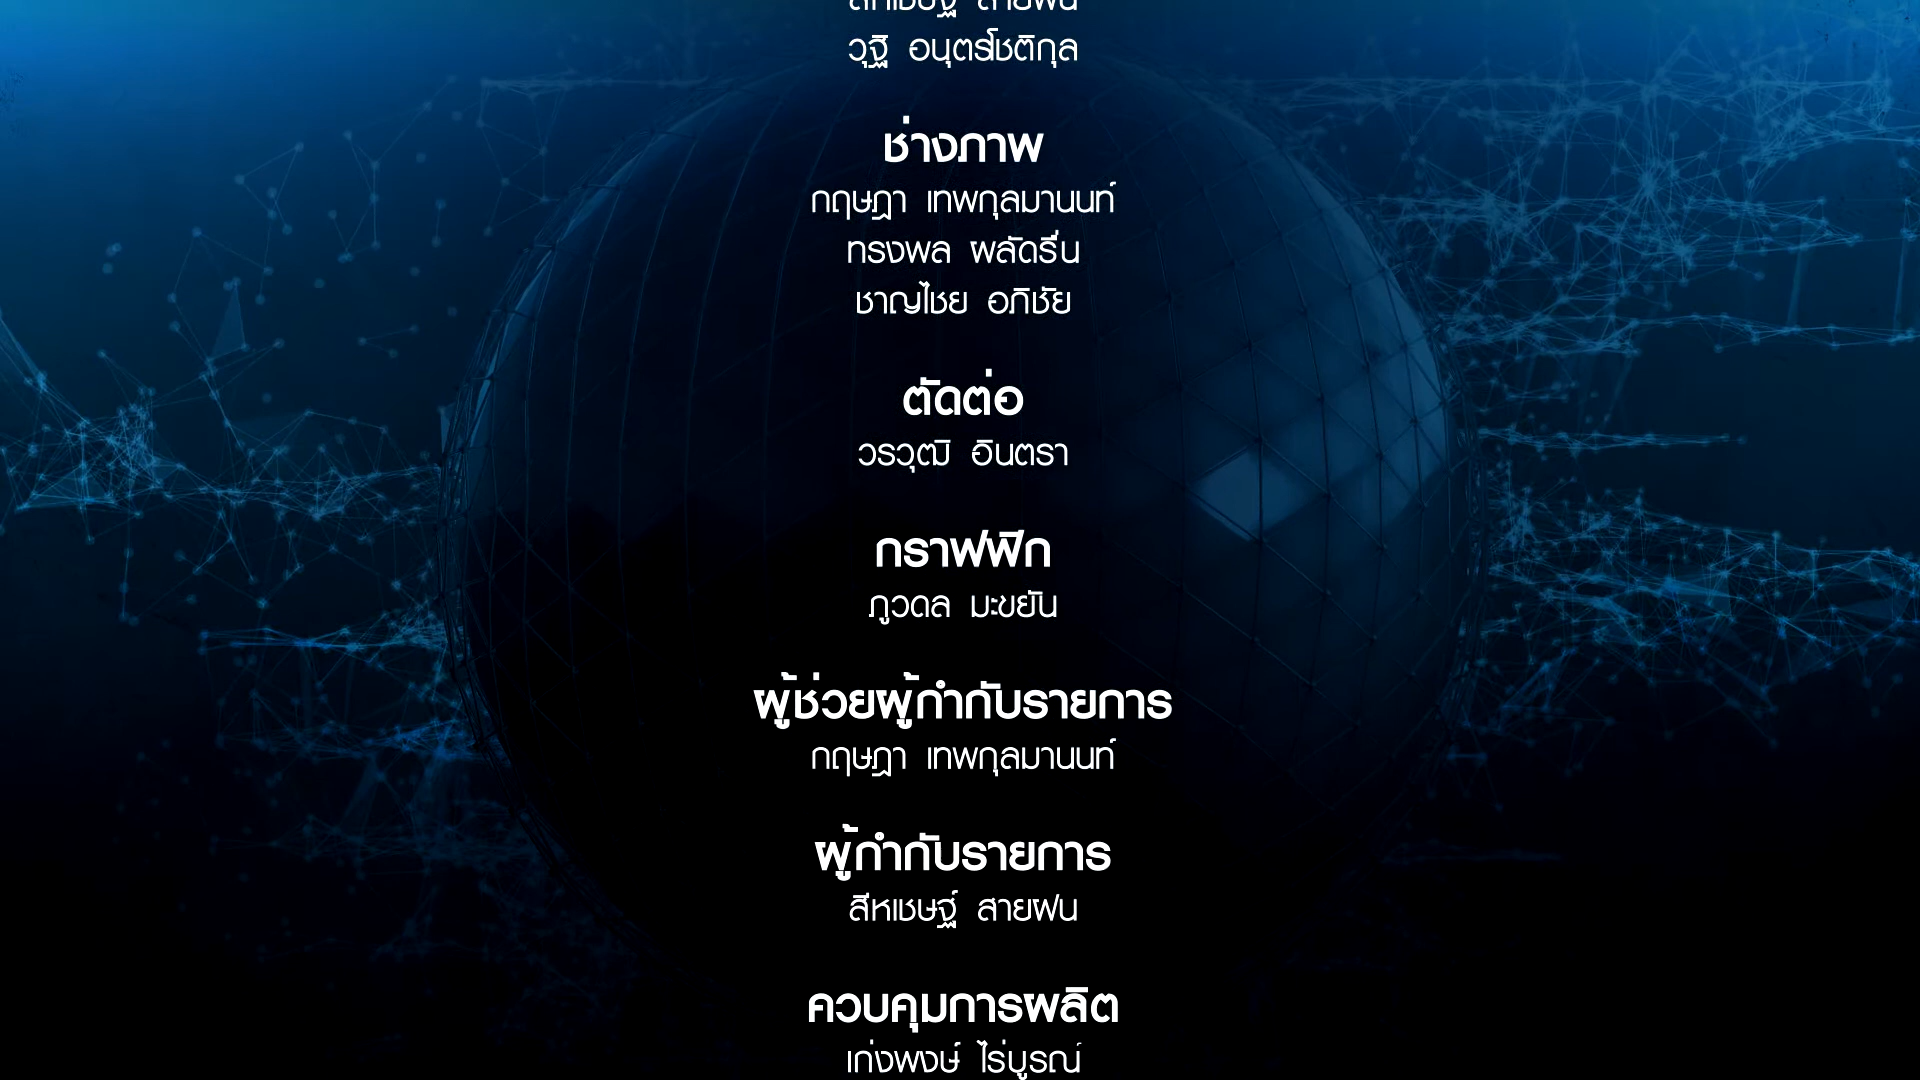 วุฐิ อนุตรโชติกุล
ช่างภาพ
กฤษฎา เทพกุลมานนท์
ทรงพล ผลัดรื่น
ชาญไชย อภิชัย
ตัดต่อ
วรวุฒิ อินตรา
กราฟฟิก
ภูวดล มะขยัน
ผู้ช่วยผู้กำกับรายการ
กฤษฎา เทพกุลมานนท์
ผู้กำกับรายการ
สีหเชษฐ์ สายฝน
ควบคุมการผลิต
เก่งพงษ์ ไร่บูรณ์